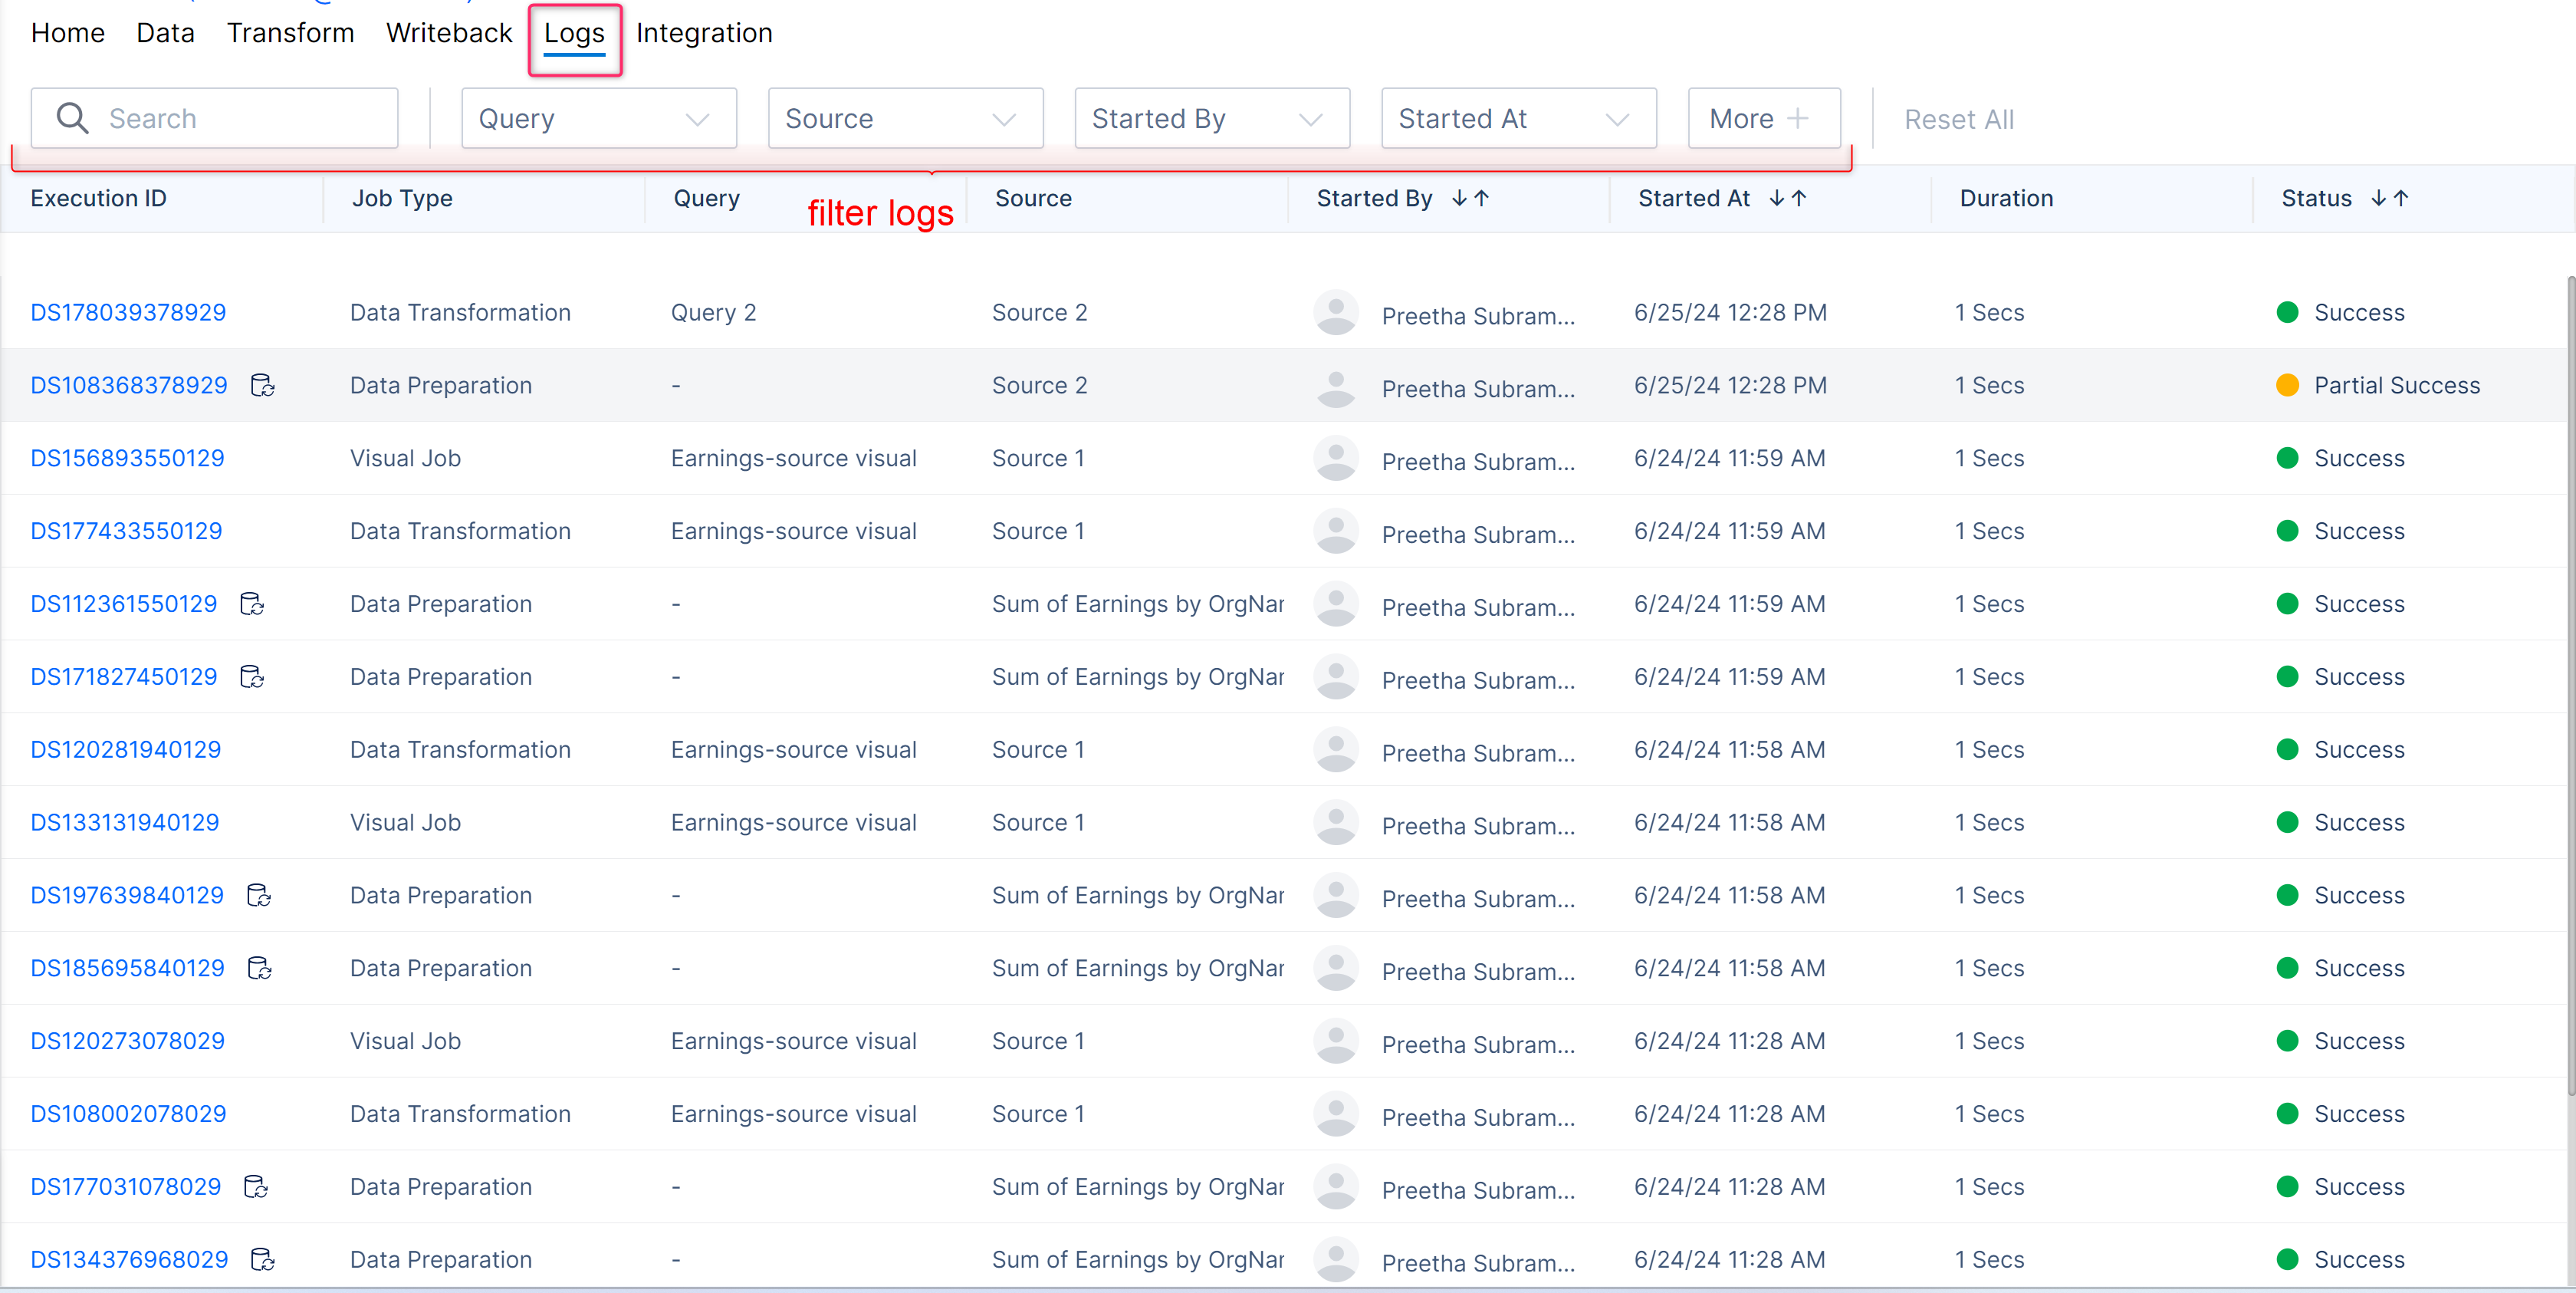 Home Data Transform Writeback Logs Integration
Search Query Source Started By Started At More Reset All
Execution ID Job Type Query Source Started By Started At Duration Status
filter logs
DS178039378929 Data Transformation Query 2 Source 2 Preetha Subram... 6/25/24 12:28 PM 1 Secs Success
DS108368378929 Data Preparation - Source 2 Preetha Subram... 6/25/24 12:28 PM 1 Secs Partial Success
DS156893550129 Visual Job Earnings-source visual Source 1 Preetha Subram... 6/24/24 11:59 AM 1 Secs Success
DS177433550129 Data Transformation Earnings-source visual Source 1 Preetha Subram... 6/24/24 11:59 AM 1 Secs Success
DS112361550129 Data Preparation - Sum of Earnings by OrgNar Preetha Subram... 6/24/24 11:59 AM 1 Secs Success
DS171827450129 Data Preparation - Sum of Earnings by OrgNar Preetha Subram... 6/24/24 11:59 AM 1 Secs Success
DS120281940129 Data Transformation Earnings-source visual Source 1 Preetha Subram... 6/24/24 11:58 AM 1 Secs Success
DS133131940129 Visual Job Earnings-source visual Source 1 Preetha Subram... 6/24/24 11:58 AM 1 Secs Success
DS197639840129 Data Preparation - Sum of Earnings by OrgNar Preetha Subram... 6/24/24 11:58 AM 1 Secs Success
DS185695840129 Data Preparation - Sum of Earnings by OrgNar Preetha Subram... 6/24/24 11:58 AM 1 Secs Success
DS120273078029 Visual Job Earnings-source visual Source 1 Preetha Subram... 6/24/24 11:28 AM 1 Secs Success
DS108002078029 Data Transformation Earnings-source visual Source 1 Preetha Subram... 6/24/24 11:28 AM 1 Secs Success
DS177031078029 Data Preparation - Sum of Earnings by OrgNar Preetha Subram... 6/24/24 11:28 AM 1 Secs Success
DS134376968029 Data Preparation - Sum of Earnings by OrgNar Preetha Subram... 6/24/24 11:28 AM 1 Secs Success